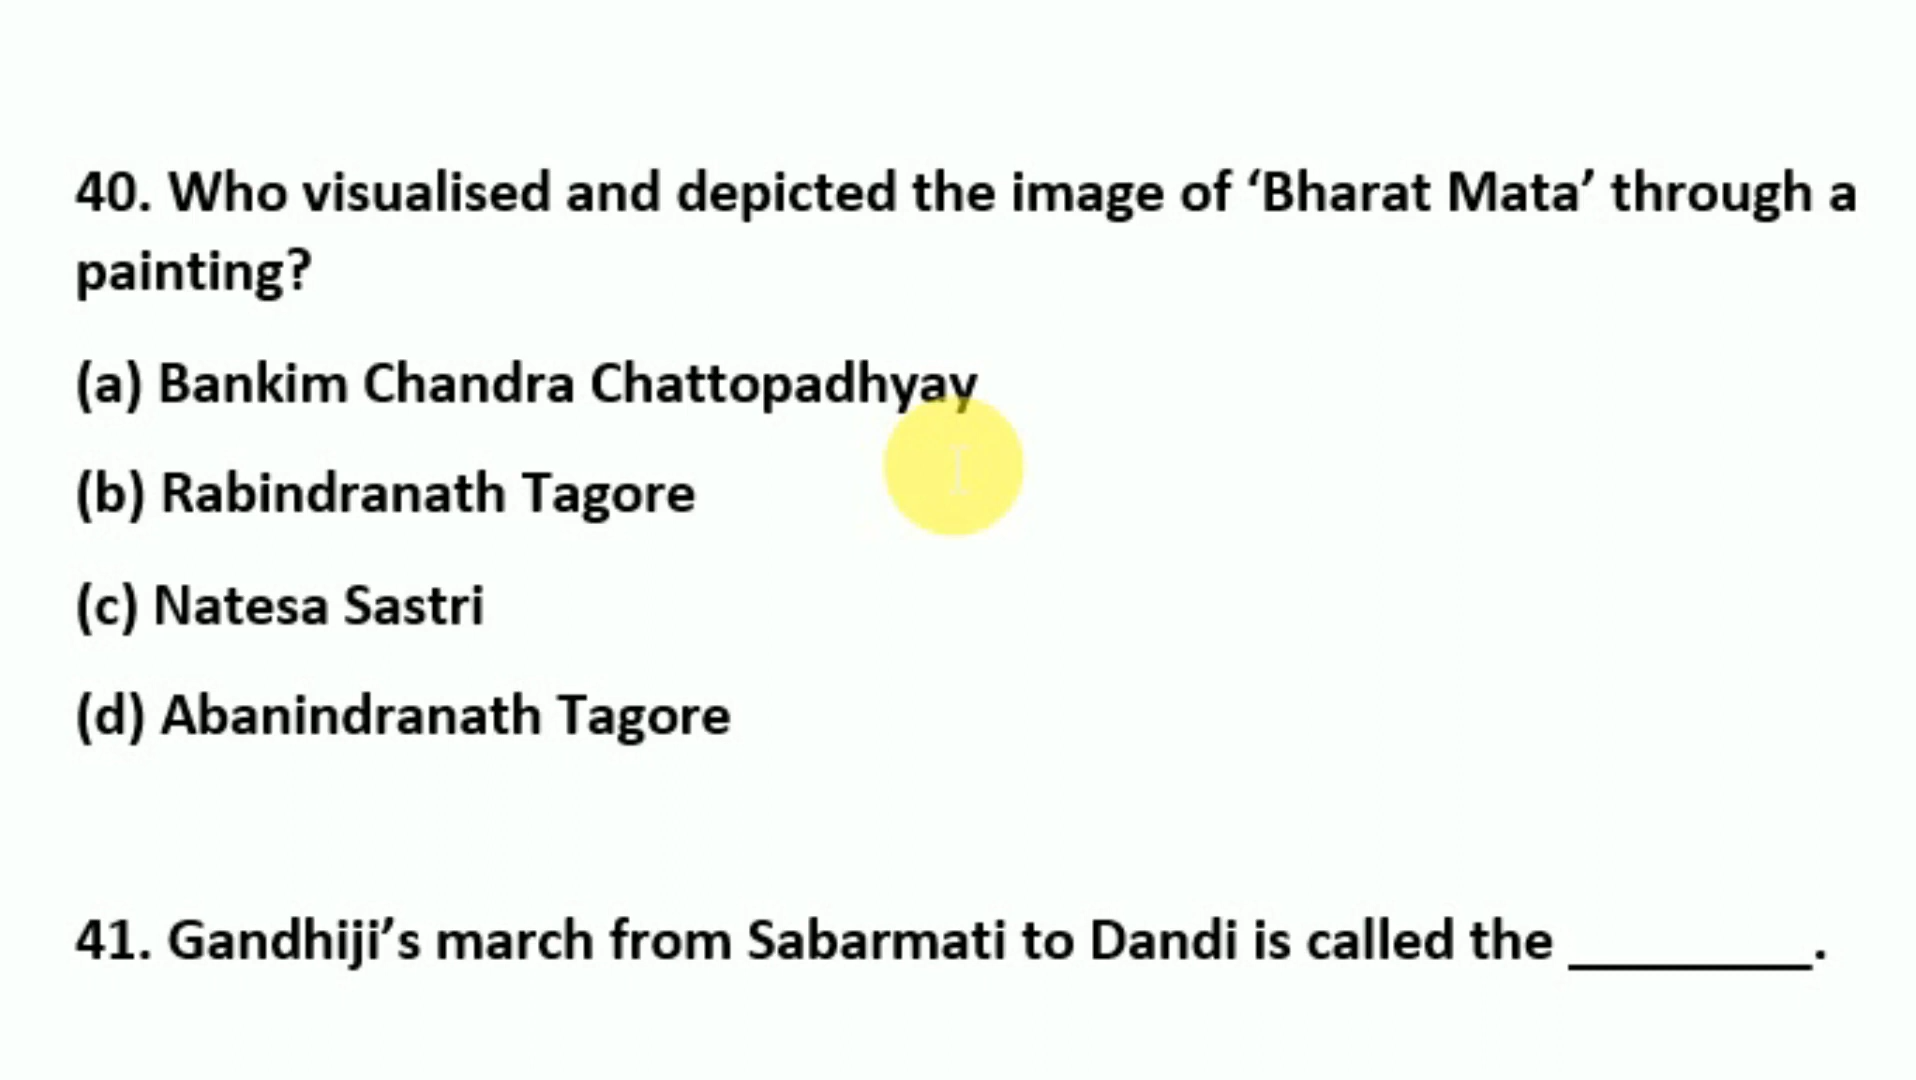 40. Who visualised and depicted the image of ‘Bharat Mata’ through a
painting?
(a) Bankim Chandra Chattopadhyay
(b) Rabindranath Tagore
(c) Natesa Sastri
(d) Abanindranath Tagore
41. Gandhiji’s march from Sabarmati to Dandi is called the ________.